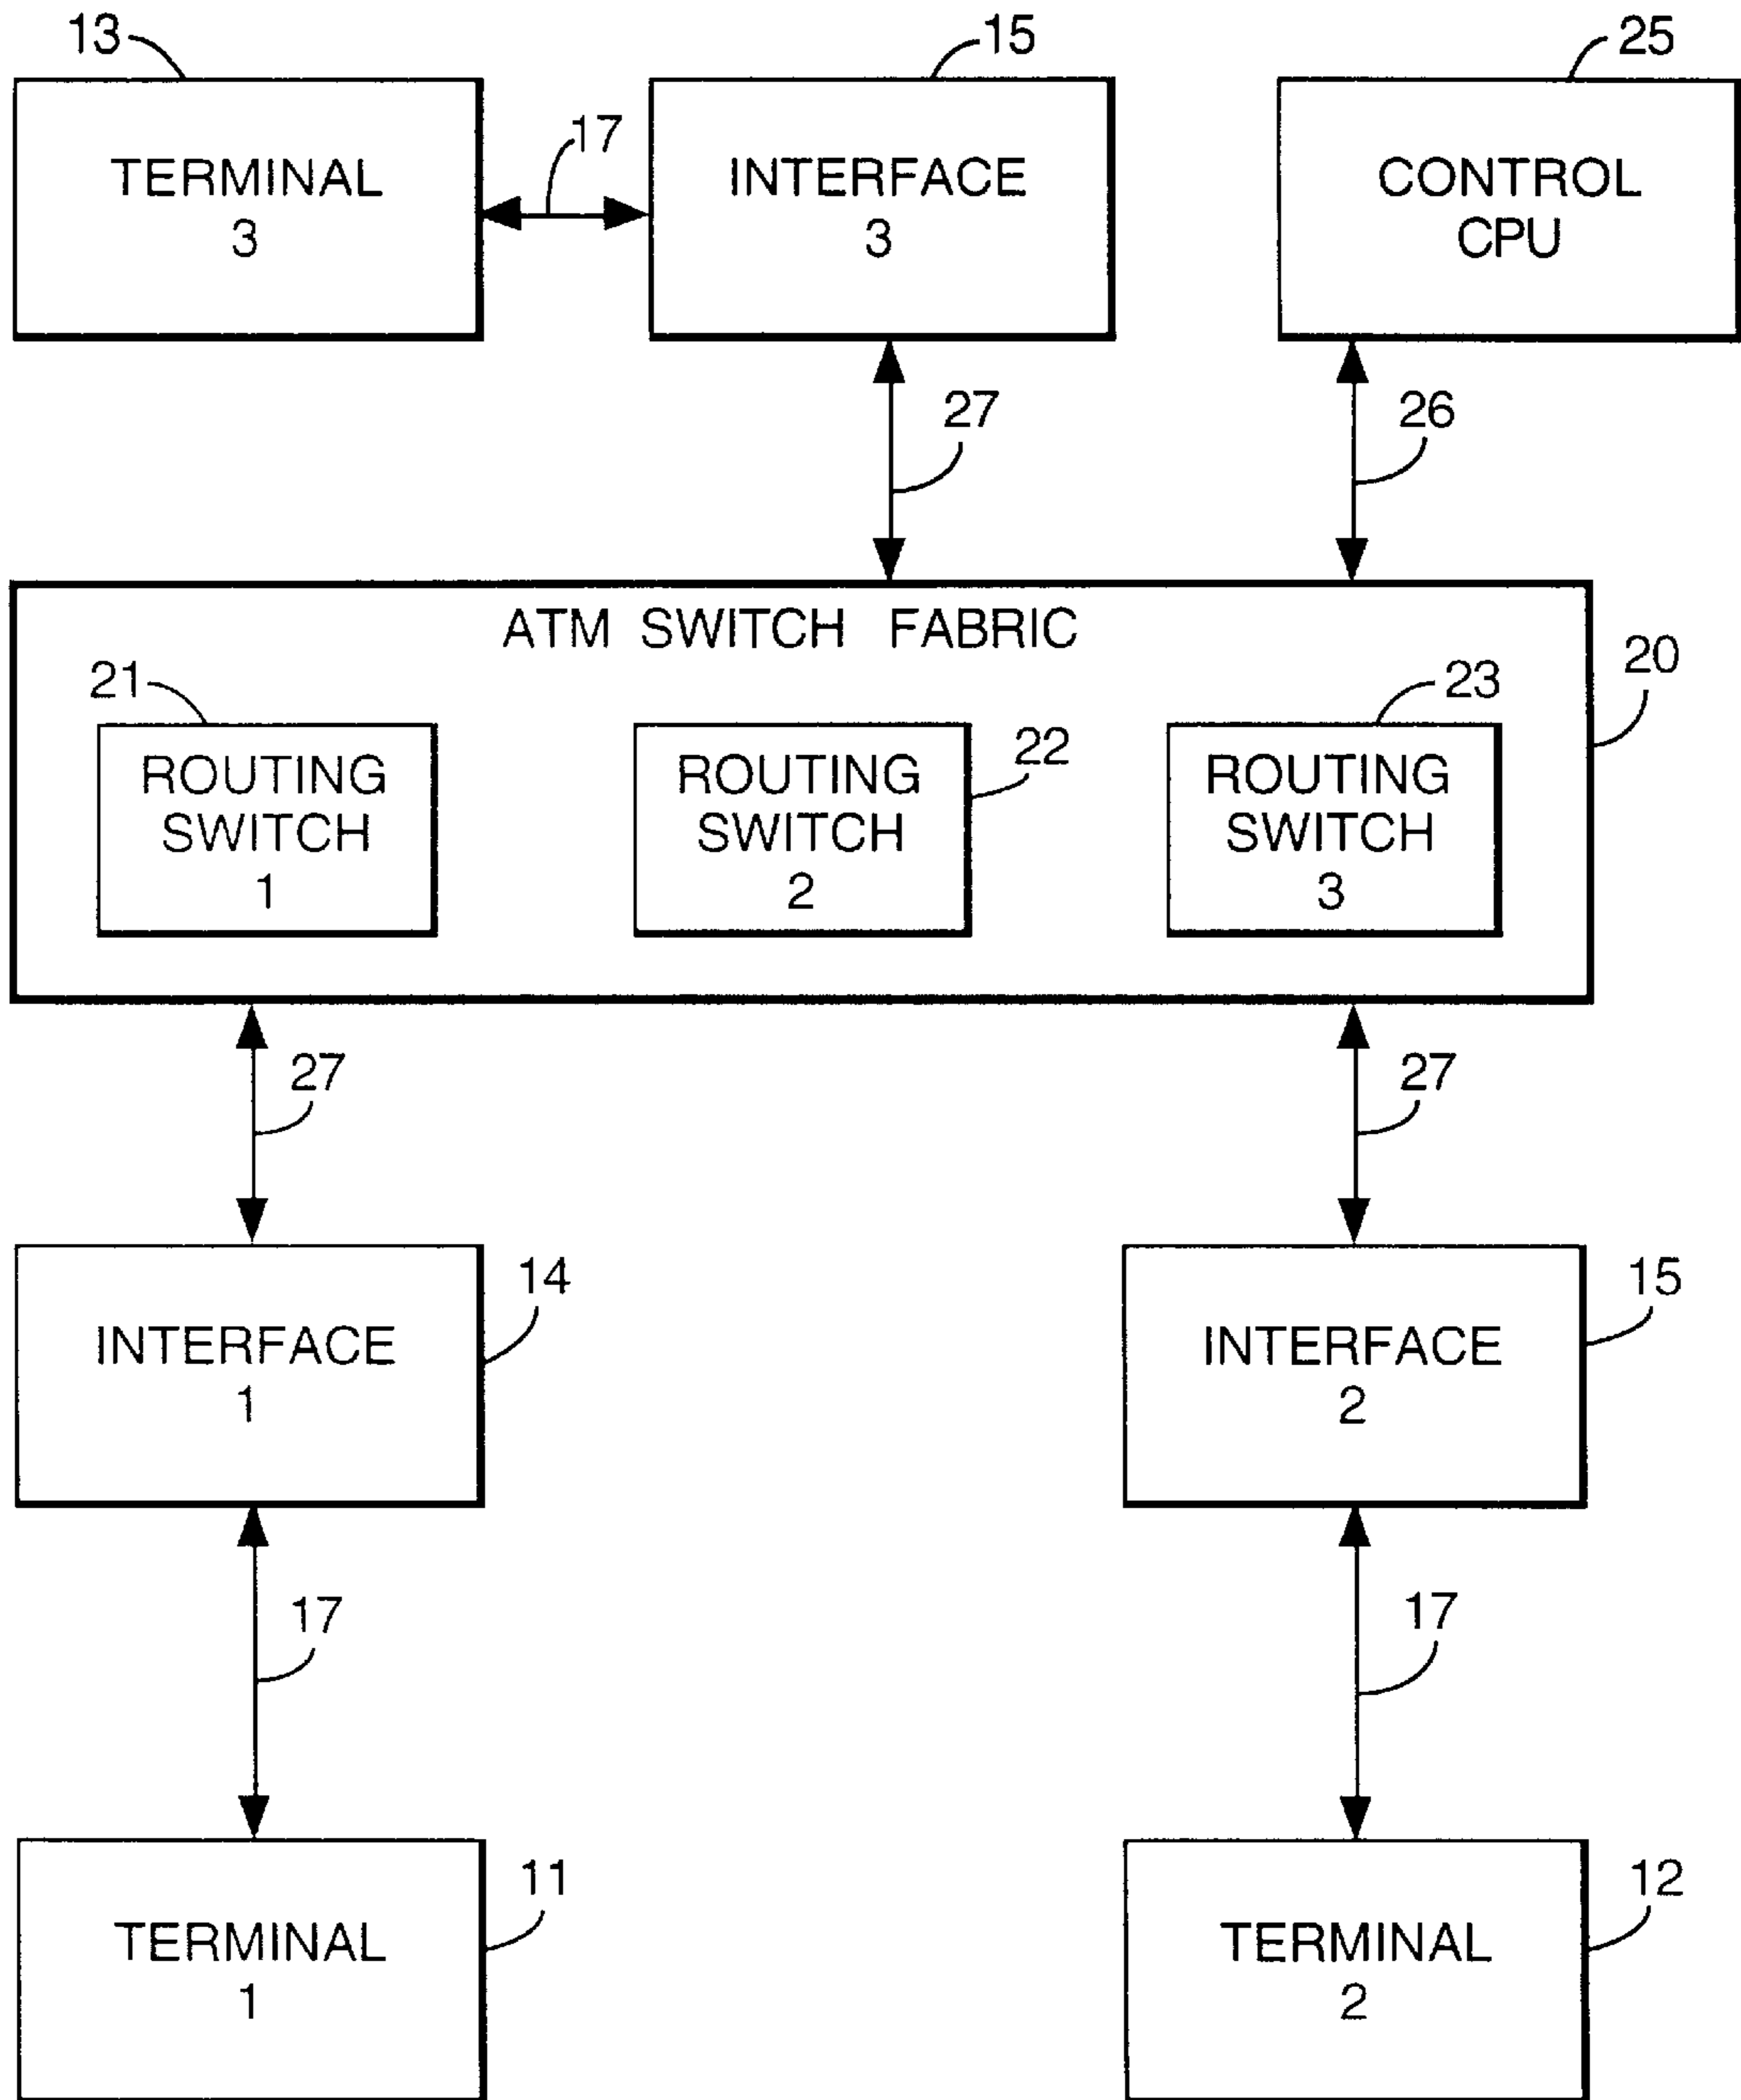 13
15
25
TERMINAL
3
17
INTERFACE
3
CONTROL
CPU
27
26
ATM SWITCH FABRIC
20
21
ROUTING
SWITCH
1
22
ROUTING
SWITCH
2
23
ROUTING
SWITCH
3
27
27
14
INTERFACE
1
15
INTERFACE
2
17
17
11
TERMINAL
1
12
TERMINAL
2